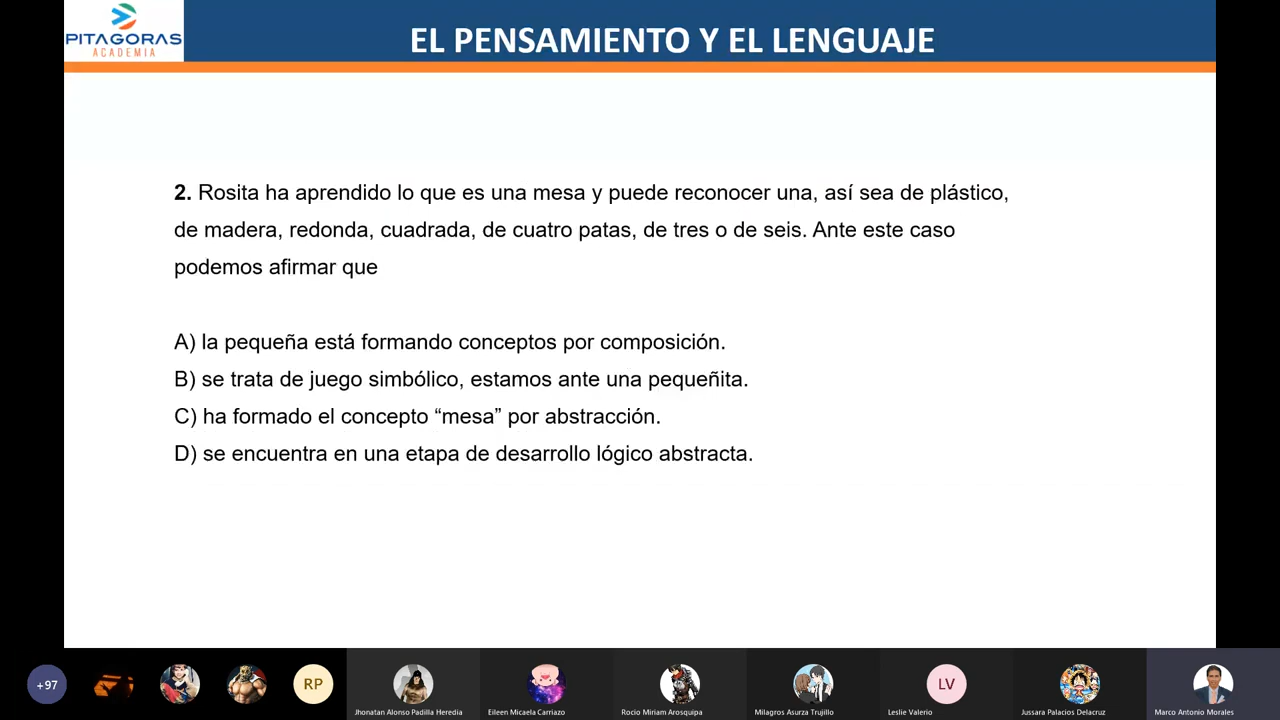 PITAGORAS
ACADEMIA
EL PENSAMIENTO Y EL LENGUAJE
2. Rosita ha aprendido lo que es una mesa y puede reconocer una, así sea de plástico,
de madera, redonda, cuadrada, de cuatro patas, de tres o de seis. Ante este caso
podemos afirmar que
A) la pequeña está formando conceptos por composición.
B) se trata de juego simbólico, estamos ante una pequeñita.
C) ha formado el concepto “mesa” por abstracción.
D) se encuentra en una etapa de desarrollo lógico abstracta.
+97
RP
LV
Jhonatan Alonso Padilla Heredia
Eileen Micaela Carriazo
Rocio Miriam Arosquipa
Milagros Asurza Trujillo
Leslie Valerio
Jussara Palacios Delacruz
Marco Antonio Morales